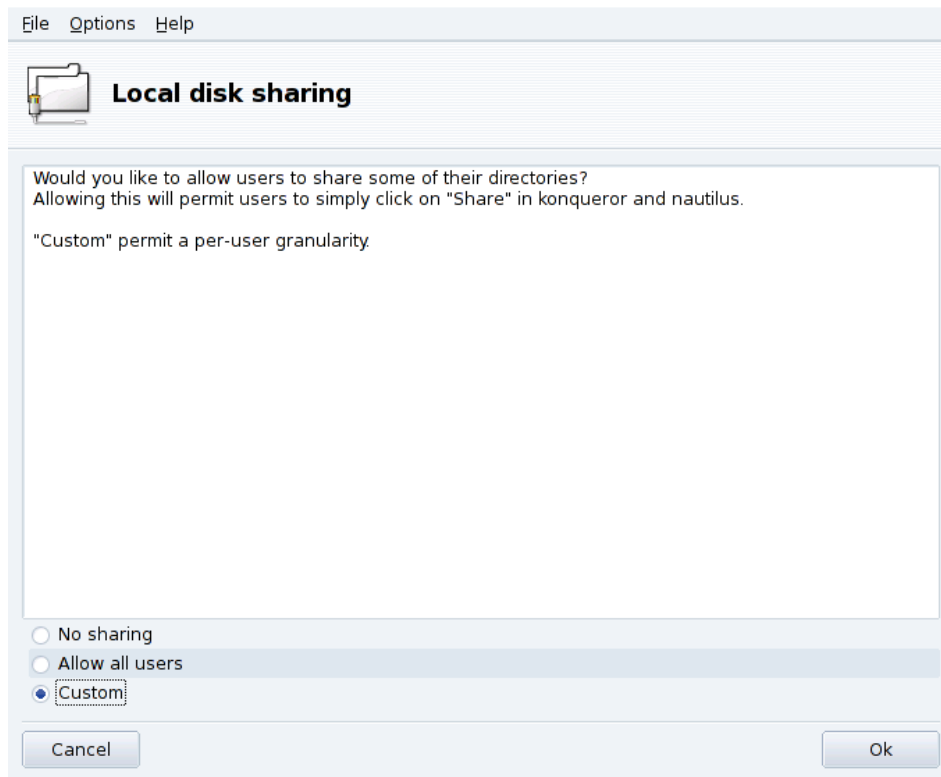 File Options Help
Local disk sharing
Would you like to allow users to share some of their directories?
Allowing this will permit users to simply click on "Share" in konqueror and nautilus.
"Custom" permit a per-user granularity.
No sharing
Allow all users
Custom
Cancel Ok